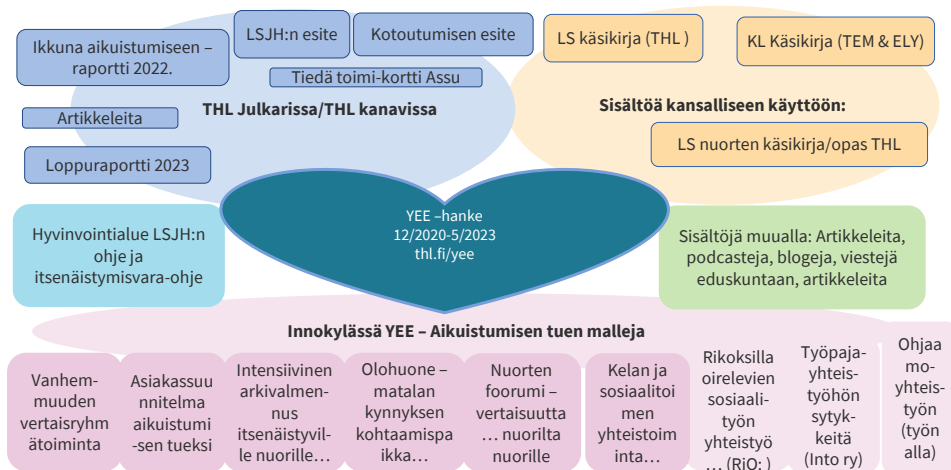 Ikkuna aikuistumiseen –
raportti 2022.
LSJH:n esite
Kotoutumisen esite
Tiedä toimi-kortti Assu
THL Julkarissa/THL kanavissa
Artikkeleita
Loppuraportti 2023
LS käsikirja (THL )
KL Käsikirja (TEM & ELY)
Sisältöä kansalliseen käyttöön:
LS nuorten käsikirja/opas THL
YEE –hanke
12/2020-5/2023
thl.fi/yee
Hyvinvointialue LSJH:n
ohje ja
itsenäistymisvara-ohje
Sisältöjä muualla: Artikkeleita,
podcasteja, blogeja, viestejä
eduskuntaan, artikkeleita
Innokylässä YEE – Aikuistumisen tuen malleja
Vanhem-
muuden
vertaisryhm
ätoiminta
Asiakassuu
nnitelma
aikuistumi
-sen tueksi
Intensiivinen
arkivalmen-
nus
itsenäistyvil-
le nuorille…
Olohuone –
matalan
kynnyksen
kohtaamispa
ikka…
Nuorten
foorumi –
vertaisuutta
… nuorilta
nuorille
Kelan ja
sosiaalitoi
men
yhteistoim
inta…
Rikoksilla
oirelevien
sosiaali-
työn
yhteistyö
… (RiO: )
Työpaja-
yhteis-
työhön
sytyk-
keitä
(Into ry)
Ohjaa
mo-
yhteis-
työn
(työn
alla)